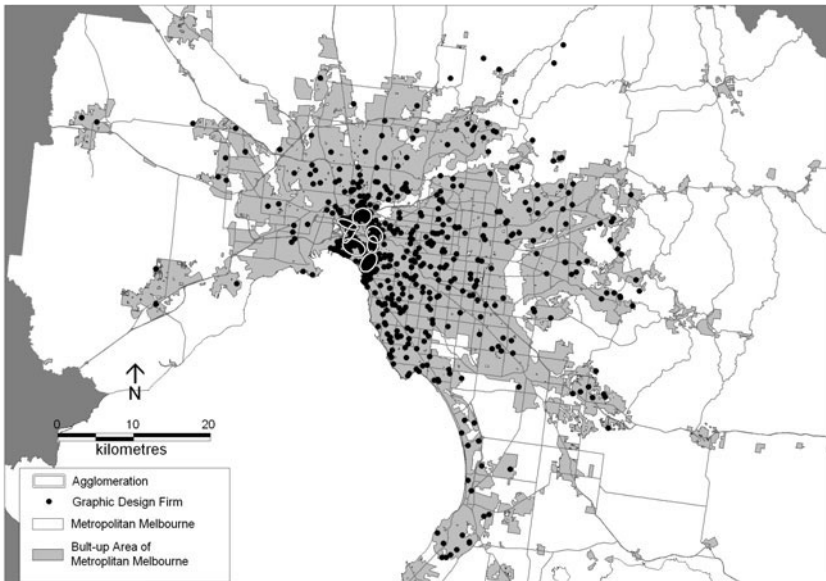 N
0 10 20
kilometres
Agglomeration
Graphic Design Firm
Metropolitan Melbourne
Bult-up Area of
Metroplitan Melbourne